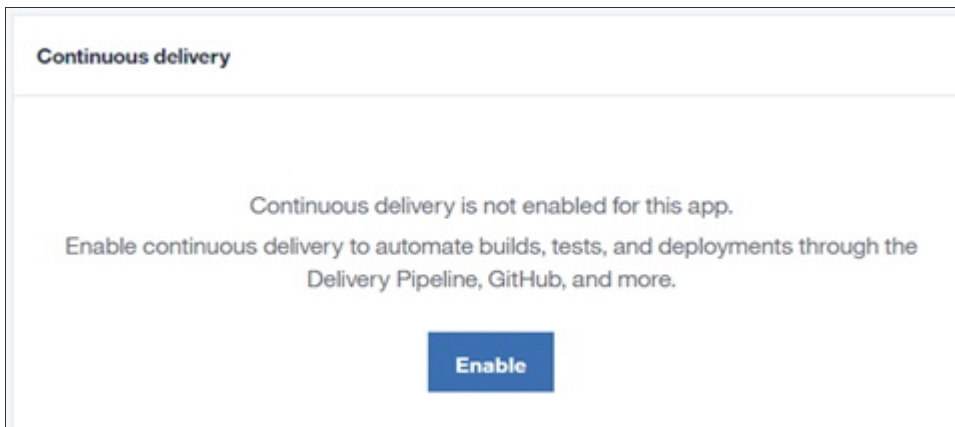 Continuous delivery
Continuous delivery is not enabled for this app.
Enable continuous delivery to automate builds, tests, and deployments through the
Delivery Pipeline, GitHub, and more.
Enable